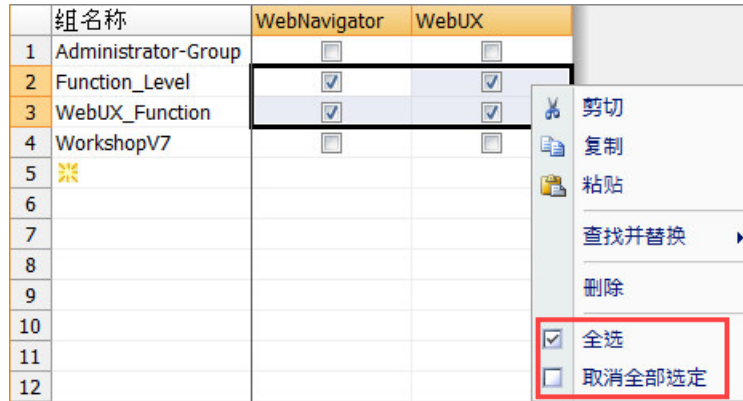 组名称 WebNavigator WebUX
1 Administrator-Group
2 Function_Level
3 WebUX_Function
4 WorkshopV7
5
6
7
8
9
10
11
12
剪切
复制
粘贴
查找并替换
删除
全选
取消全部选定